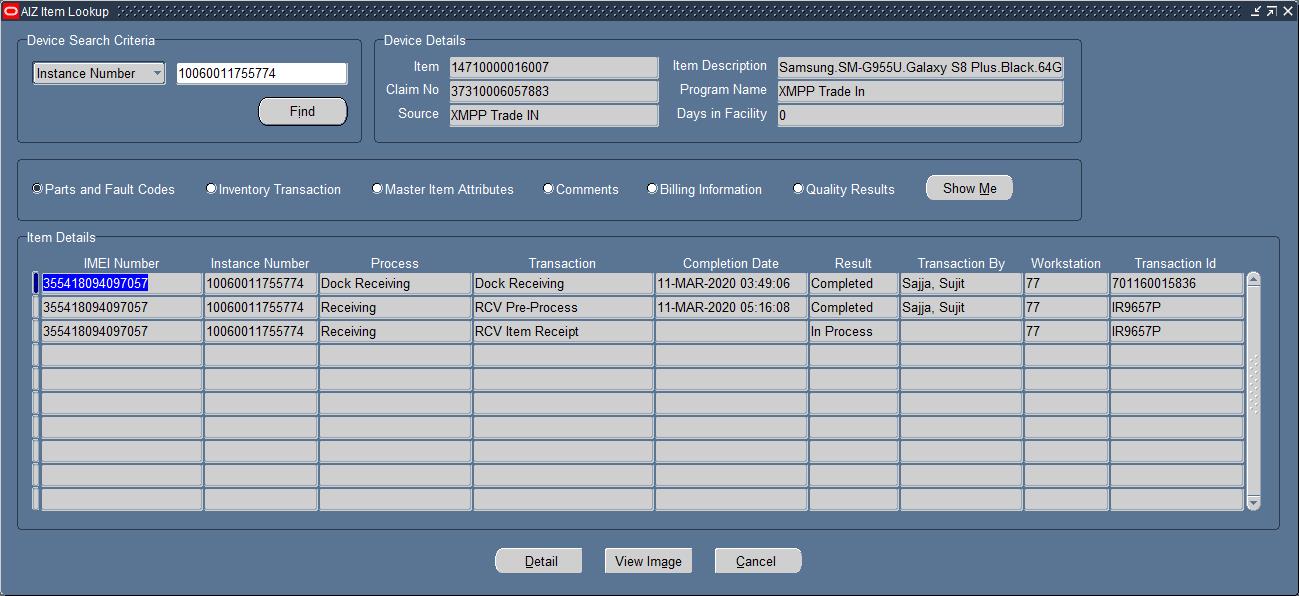 AIZ Item Lookup
Device Search Criteria
Instance Number 10060011755774
Find
Device Details
Item 14710000016007 Item Description Samsung.SM-G955U.Galaxy S8 Plus.Black.64G
Claim No 37310006057883 Program Name XMPP Trade In
Source XMPP Trade IN Days in Facility 0
Parts and Fault Codes Inventory Transaction Master Item Attributes Comments Billing Information Quality Results Show Me
Item Details
IMEI Number Instance Number Process Transaction Completion Date Result Transaction By Workstation Transaction Id
355418094097057 10060011755774 Dock Receiving Dock Receiving 11-MAR-2020 03:49:06 Completed Sajja, Sujit 77 701160015836
355418094097057 10060011755774 Receiving RCV Pre-Process 11-MAR-2020 05:16:08 Completed Sajja, Sujit 77 IR9657P
355418094097057 10060011755774 Receiving RCV Item Receipt In Process 77 IR9657P
Detail View Image Cancel